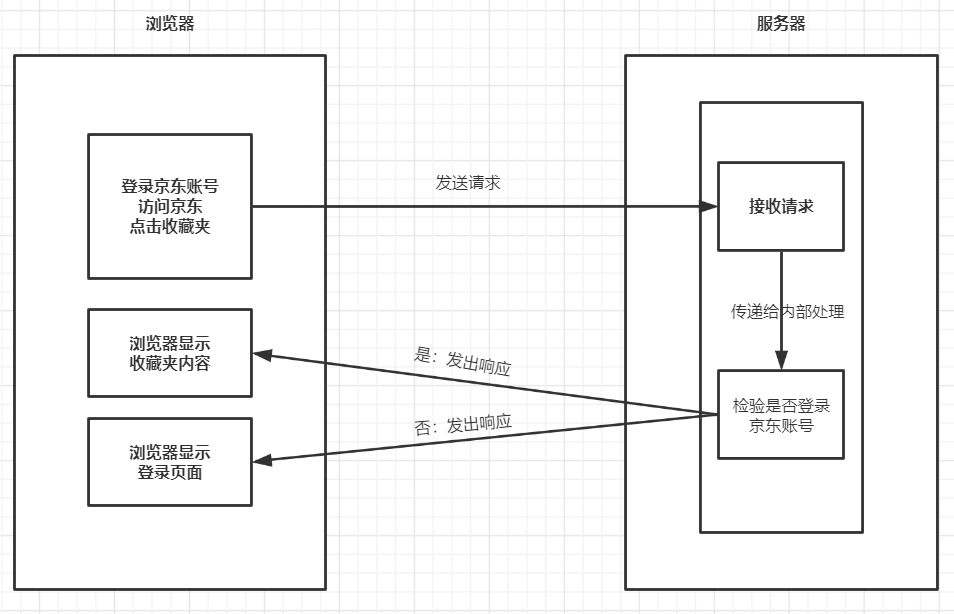 浏览器
服务器
登录京东账号
访问京东
点击收藏夹
发送请求
接收请求
传递给内部处理
浏览器显示
收藏夹内容
是：发出响应
检验是否登录
京东账号
否：发出响应
浏览器显示
登录页面